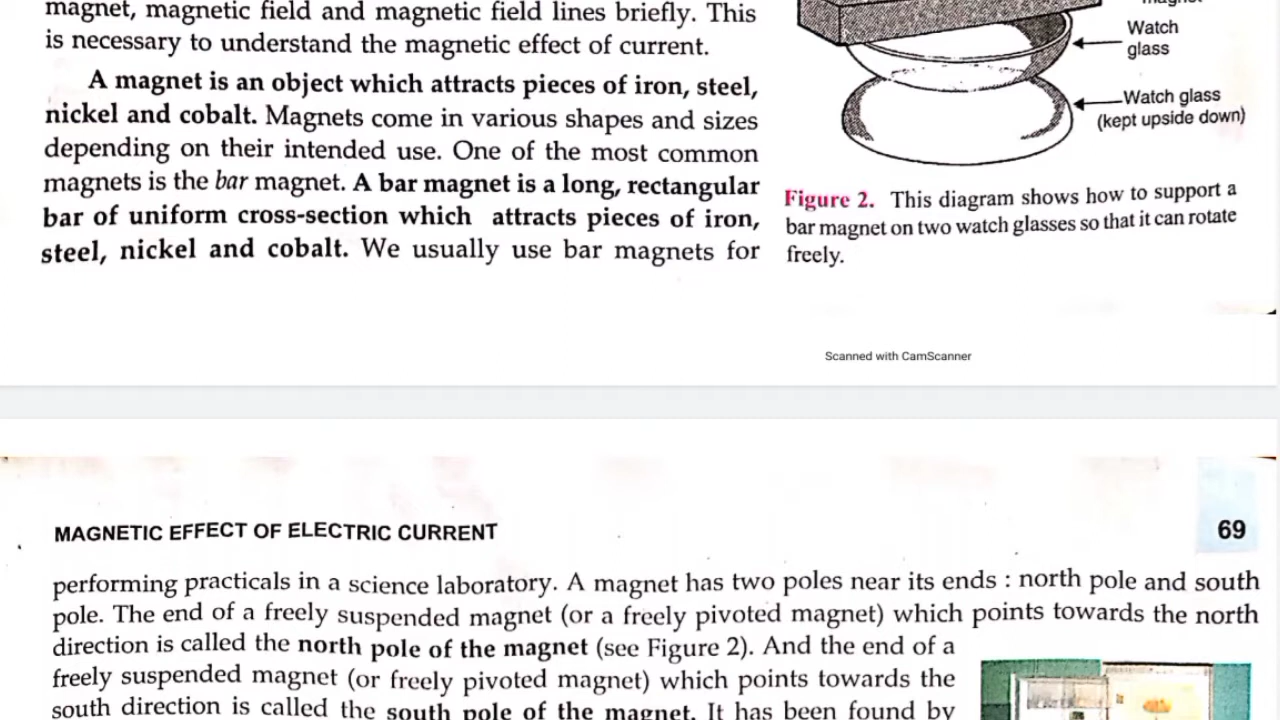 magnet, magnetic field and magnetic field lines briefly. This
is necessary to understand the magnetic effect of current.
A magnet is an object which attracts pieces of iron, steel,
nickel and cobalt. Magnets come in various shapes and sizes
depending on their intended use. One of the most common
magnets is the bar magnet. A bar magnet is a long, rectangular
bar of uniform cross-section which attracts pieces of iron,
steel, nickel and cobalt. We usually use bar magnets for
magnet
Watch
glass
Watch glass
(kept upside down)
Figure 2. This diagram shows how to support a
bar magnet on two watch glasses so that it can rotate
freely.
Scanned with CamScanner
MAGNETIC EFFECT OF ELECTRIC CURRENT
69
performing practicals in a science laboratory. A magnet has two poles near its ends : north pole and south
pole. The end of a freely suspended magnet (or a freely pivoted magnet) which points towards the north
direction is called the north pole of the magnet (see Figure 2). And the end of a
freely suspended magnet (or freely pivoted magnet) which points towards the
south direction is called the south pole of the magnet. It has been found by